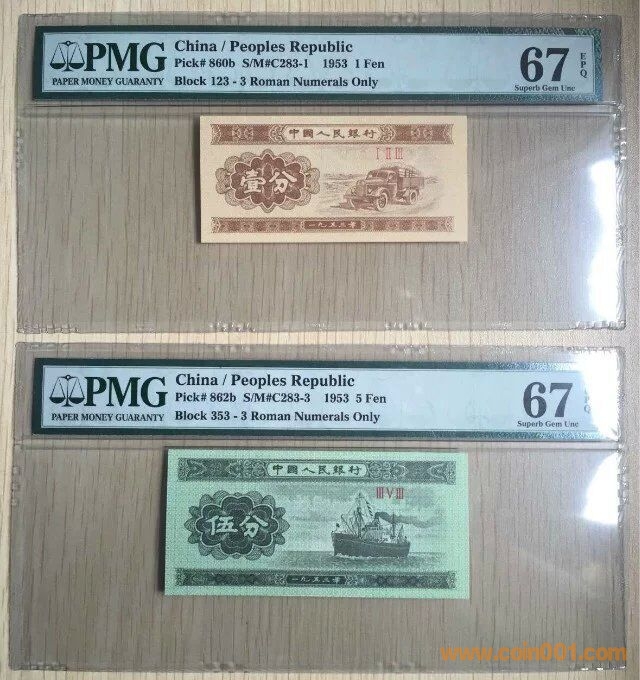 PMG
PAPER MONEY GUARANTY
China / Peoples Republic
Pick# 860b S/M#C283-1 1953 1 Fen
Block 123 - 3 Roman Numerals Only
67
EPQ
Superb Gem Unc
中國人民銀行
I II III
壹分
一九五三年
PMG
PAPER MONEY GUARANTY
China / Peoples Republic
Pick# 862b S/M#C283-3 1953 5 Fen
Block 353 - 3 Roman Numerals Only
67
Superb Gem Unc
中國人民銀行
III V III
伍分
一九五三年
www.coin001.com